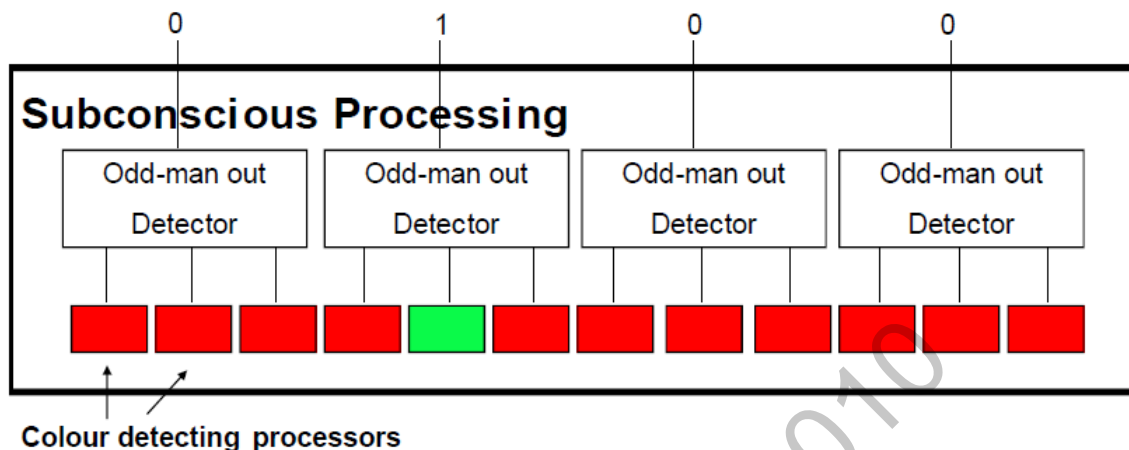 0 1 0 0
Subconscious Processing
Odd-man out Odd-man out Odd-man out Odd-man out
Detector Detector Detector Detector
010
Colour detecting processors